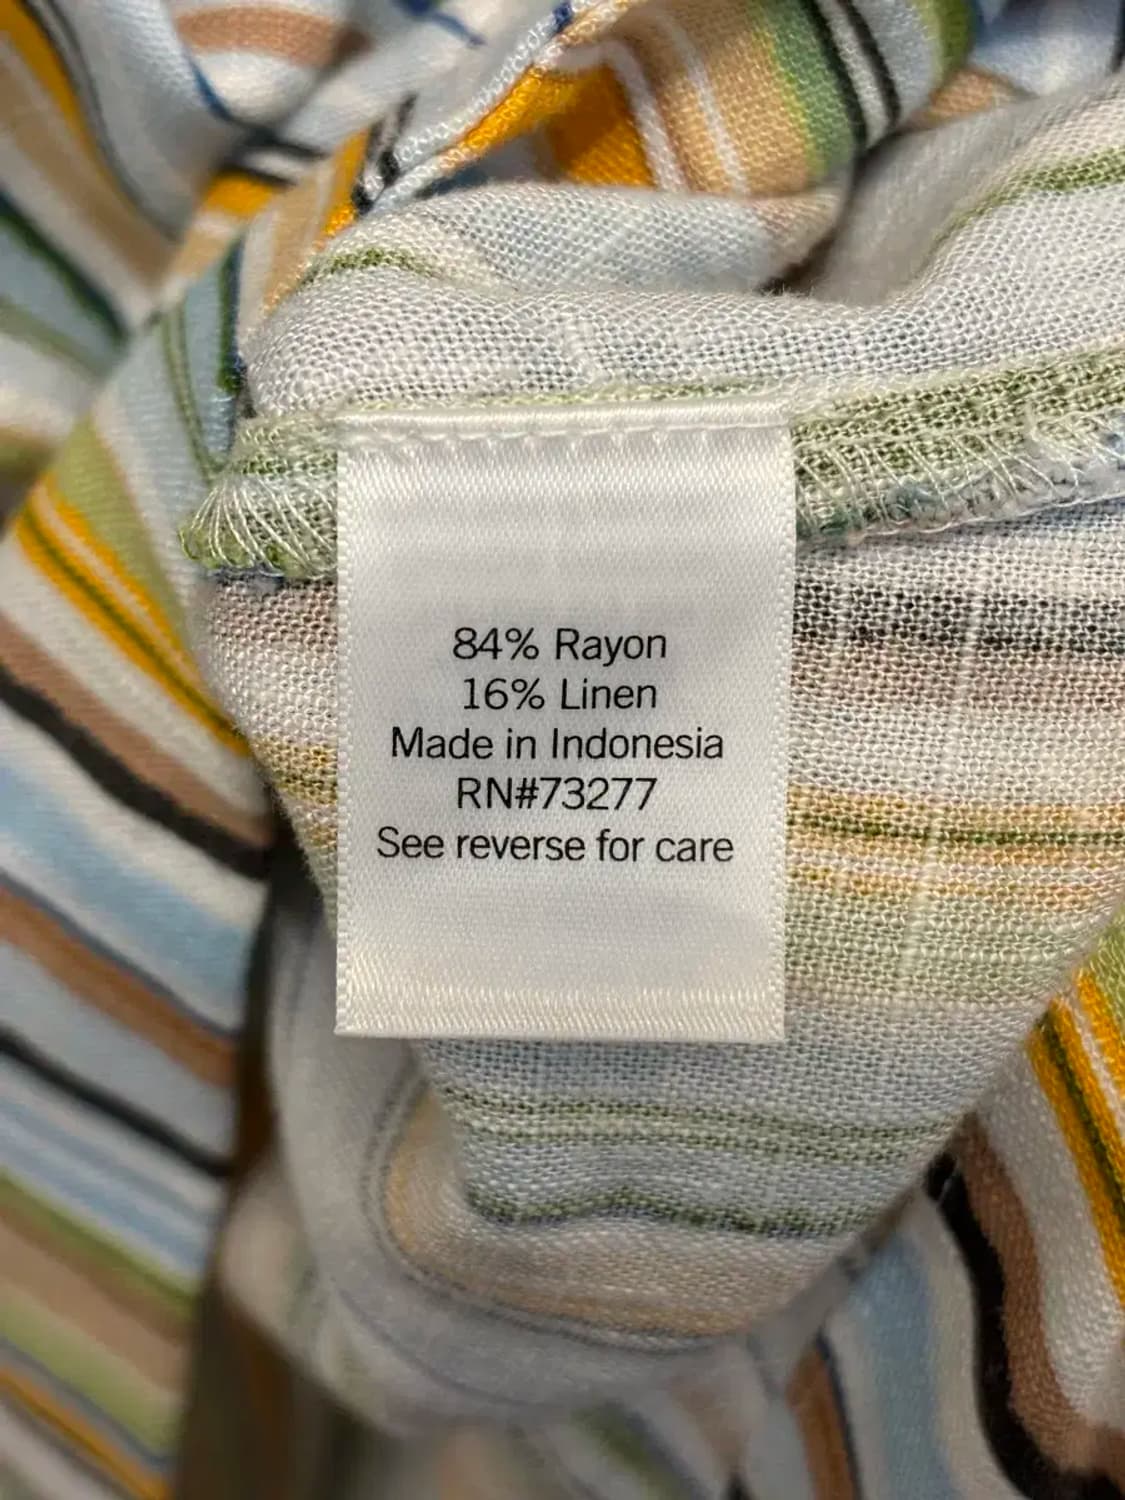 84% Rayon
16% Linen
Made in Indonesia
RN#73277
See reverse for care